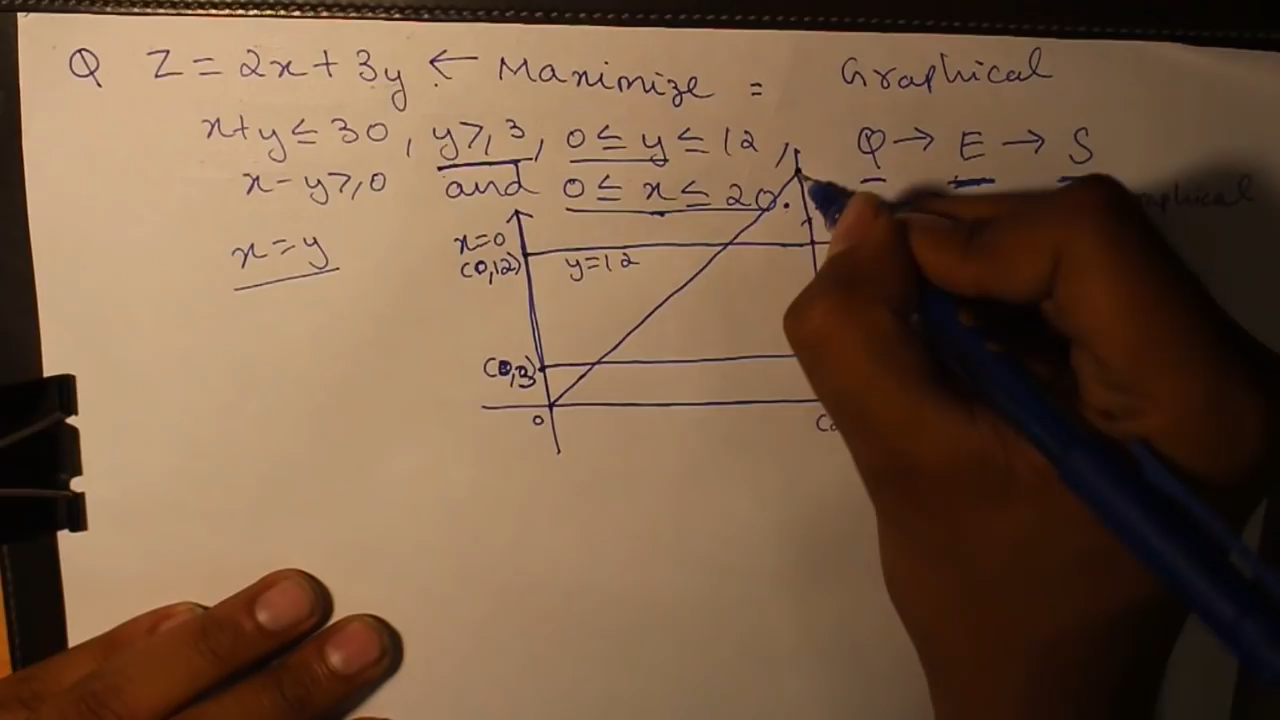 Q Z = 2x + 3y ← Maximize = Graphical
x+y ≤ 30, y ≥ 3, 0 ≤ y ≤ 12, Q → E → S
x - y ≥ 0 and 0 ≤ x ≤ 20.
x = y
x=0
(0,12) y=12
(0,3)
0